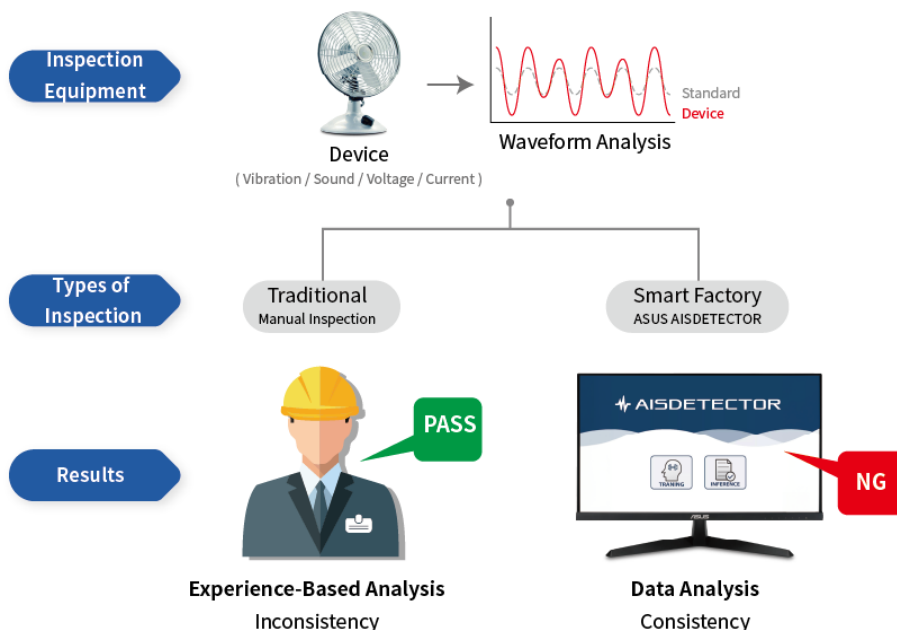 Inspection
Equipment
Standard
Device
Waveform Analysis
Device
( Vibration / Sound / Voltage / Current )
Types of
Inspection
Traditional
Manual Inspection
Smart Factory
ASUS AISDETECTOR
Results
PASS
AISDETECTOR
TRAINING
INFERENCE
NG
ASUS
Experience-Based Analysis
Inconsistency
Data Analysis
Consistency